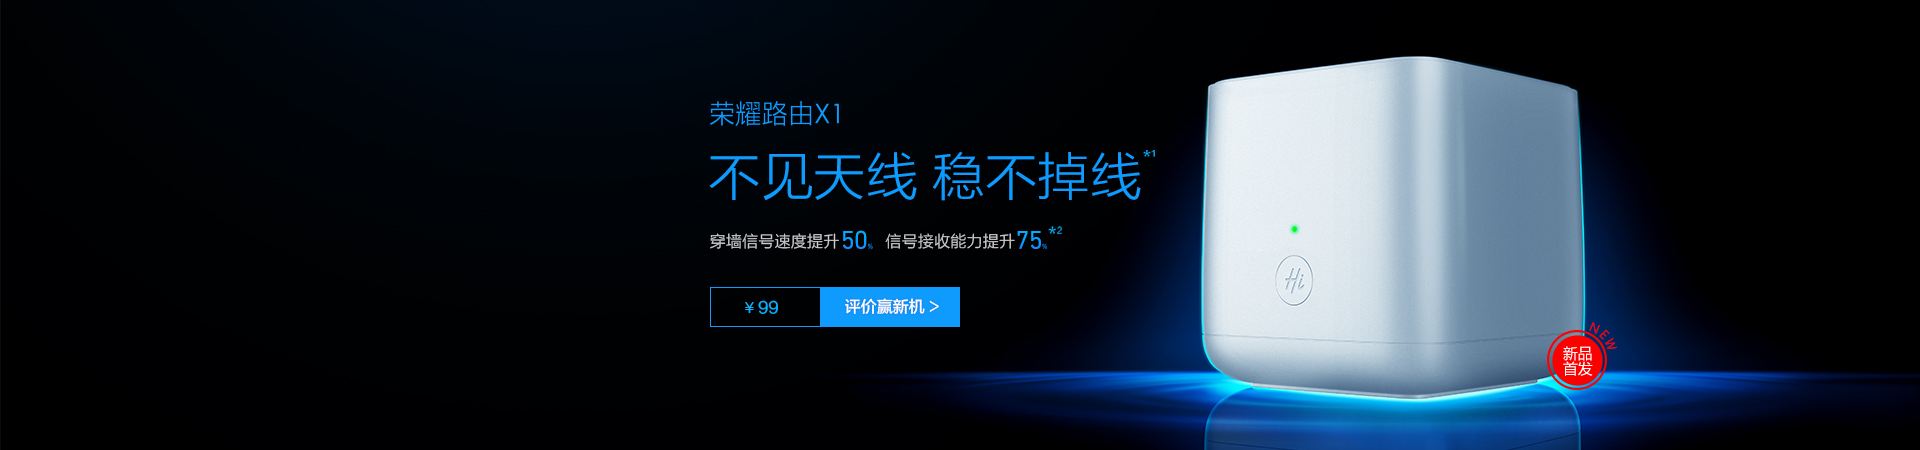 荣耀路由X1
不见天线 稳不掉线*1
穿墙信号速度提升50% 信号接收能力提升75%*2
¥99
评价赢新机 >
Hi
NEW
新品
首发